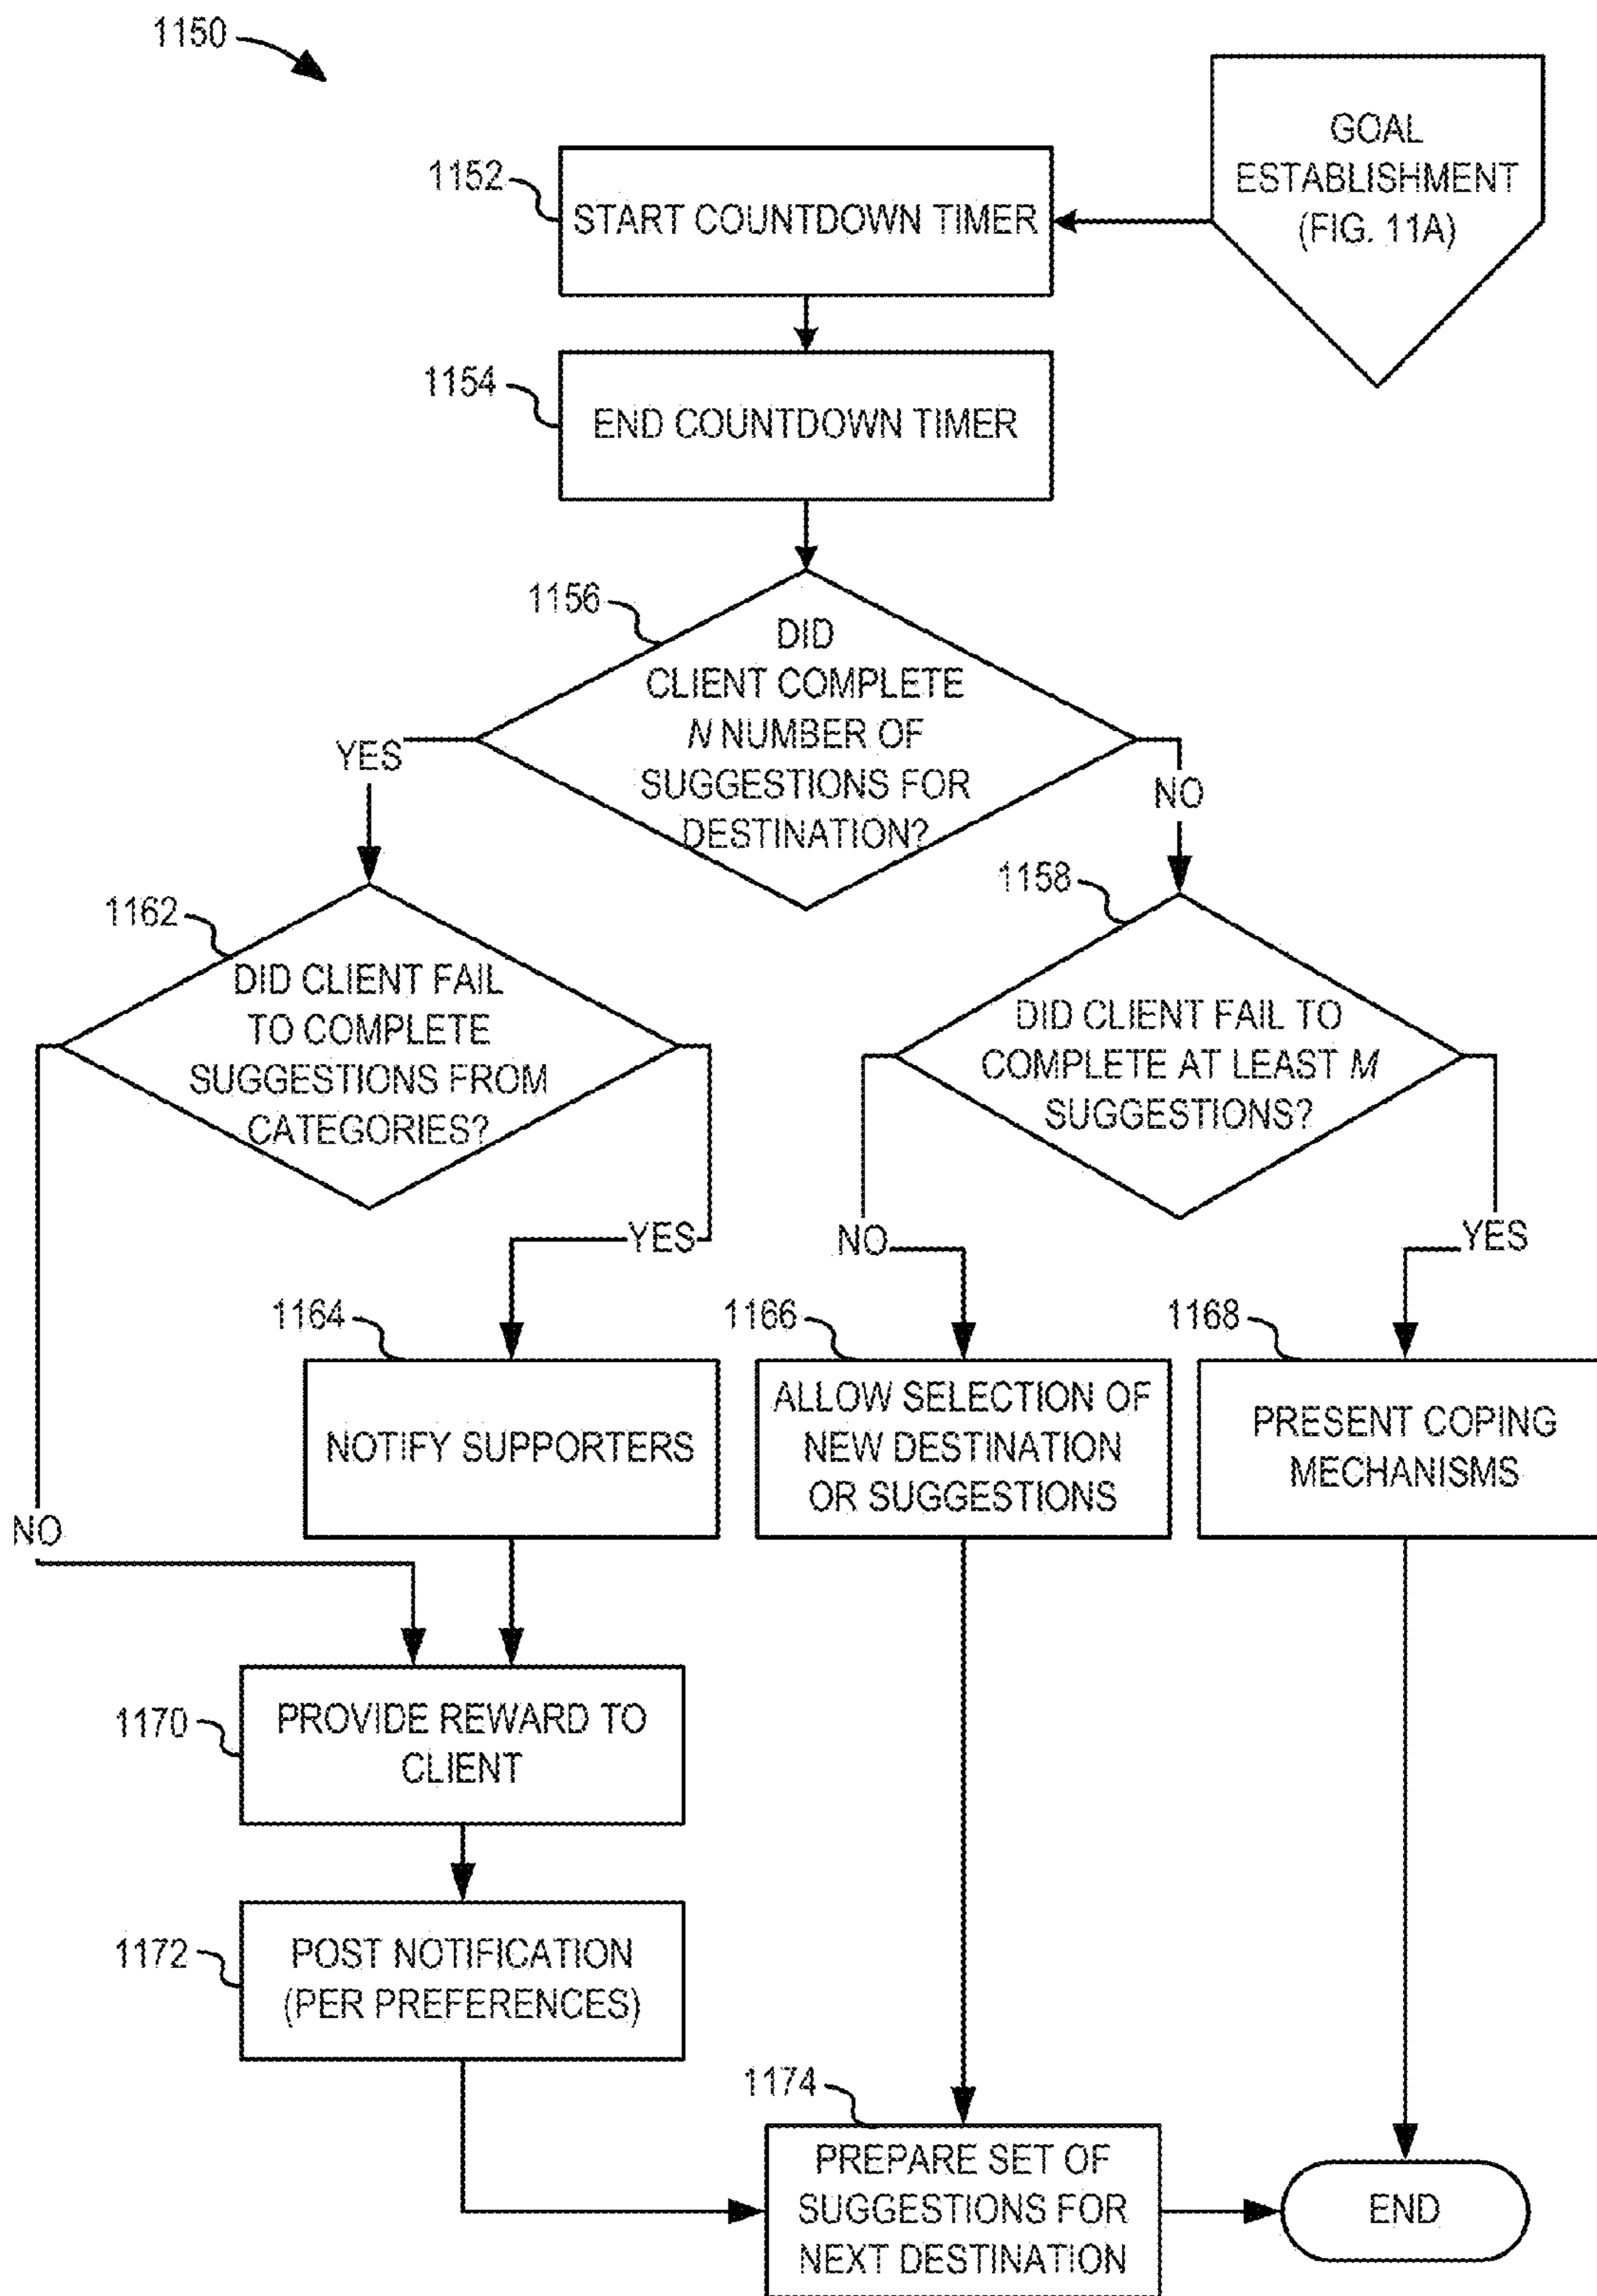 1150
GOAL
ESTABLISHMENT
(FIG. 11A)
1152
START COUNTDOWN TIMER
1154
END COUNTDOWN TIMER
1156
DID
CLIENT COMPLETE
N NUMBER OF
SUGGESTIONS FOR
DESTINATION?
YES
NO
1162
DID CLIENT FAIL
TO COMPLETE
SUGGESTIONS FROM
CATEGORIES?
1158
DID CLIENT FAIL TO
COMPLETE AT LEAST M
SUGGESTIONS?
YES
NO
YES
1164
NOTIFY SUPPORTERS
1166
ALLOW SELECTION OF
NEW DESTINATION
OR SUGGESTIONS
1168
PRESENT COPING
MECHANISMS
NO
1170
PROVIDE REWARD TO
CLIENT
1172
POST NOTIFICATION
(PER PREFERENCES)
1174
PREPARE SET OF
SUGGESTIONS FOR
NEXT DESTINATION
END